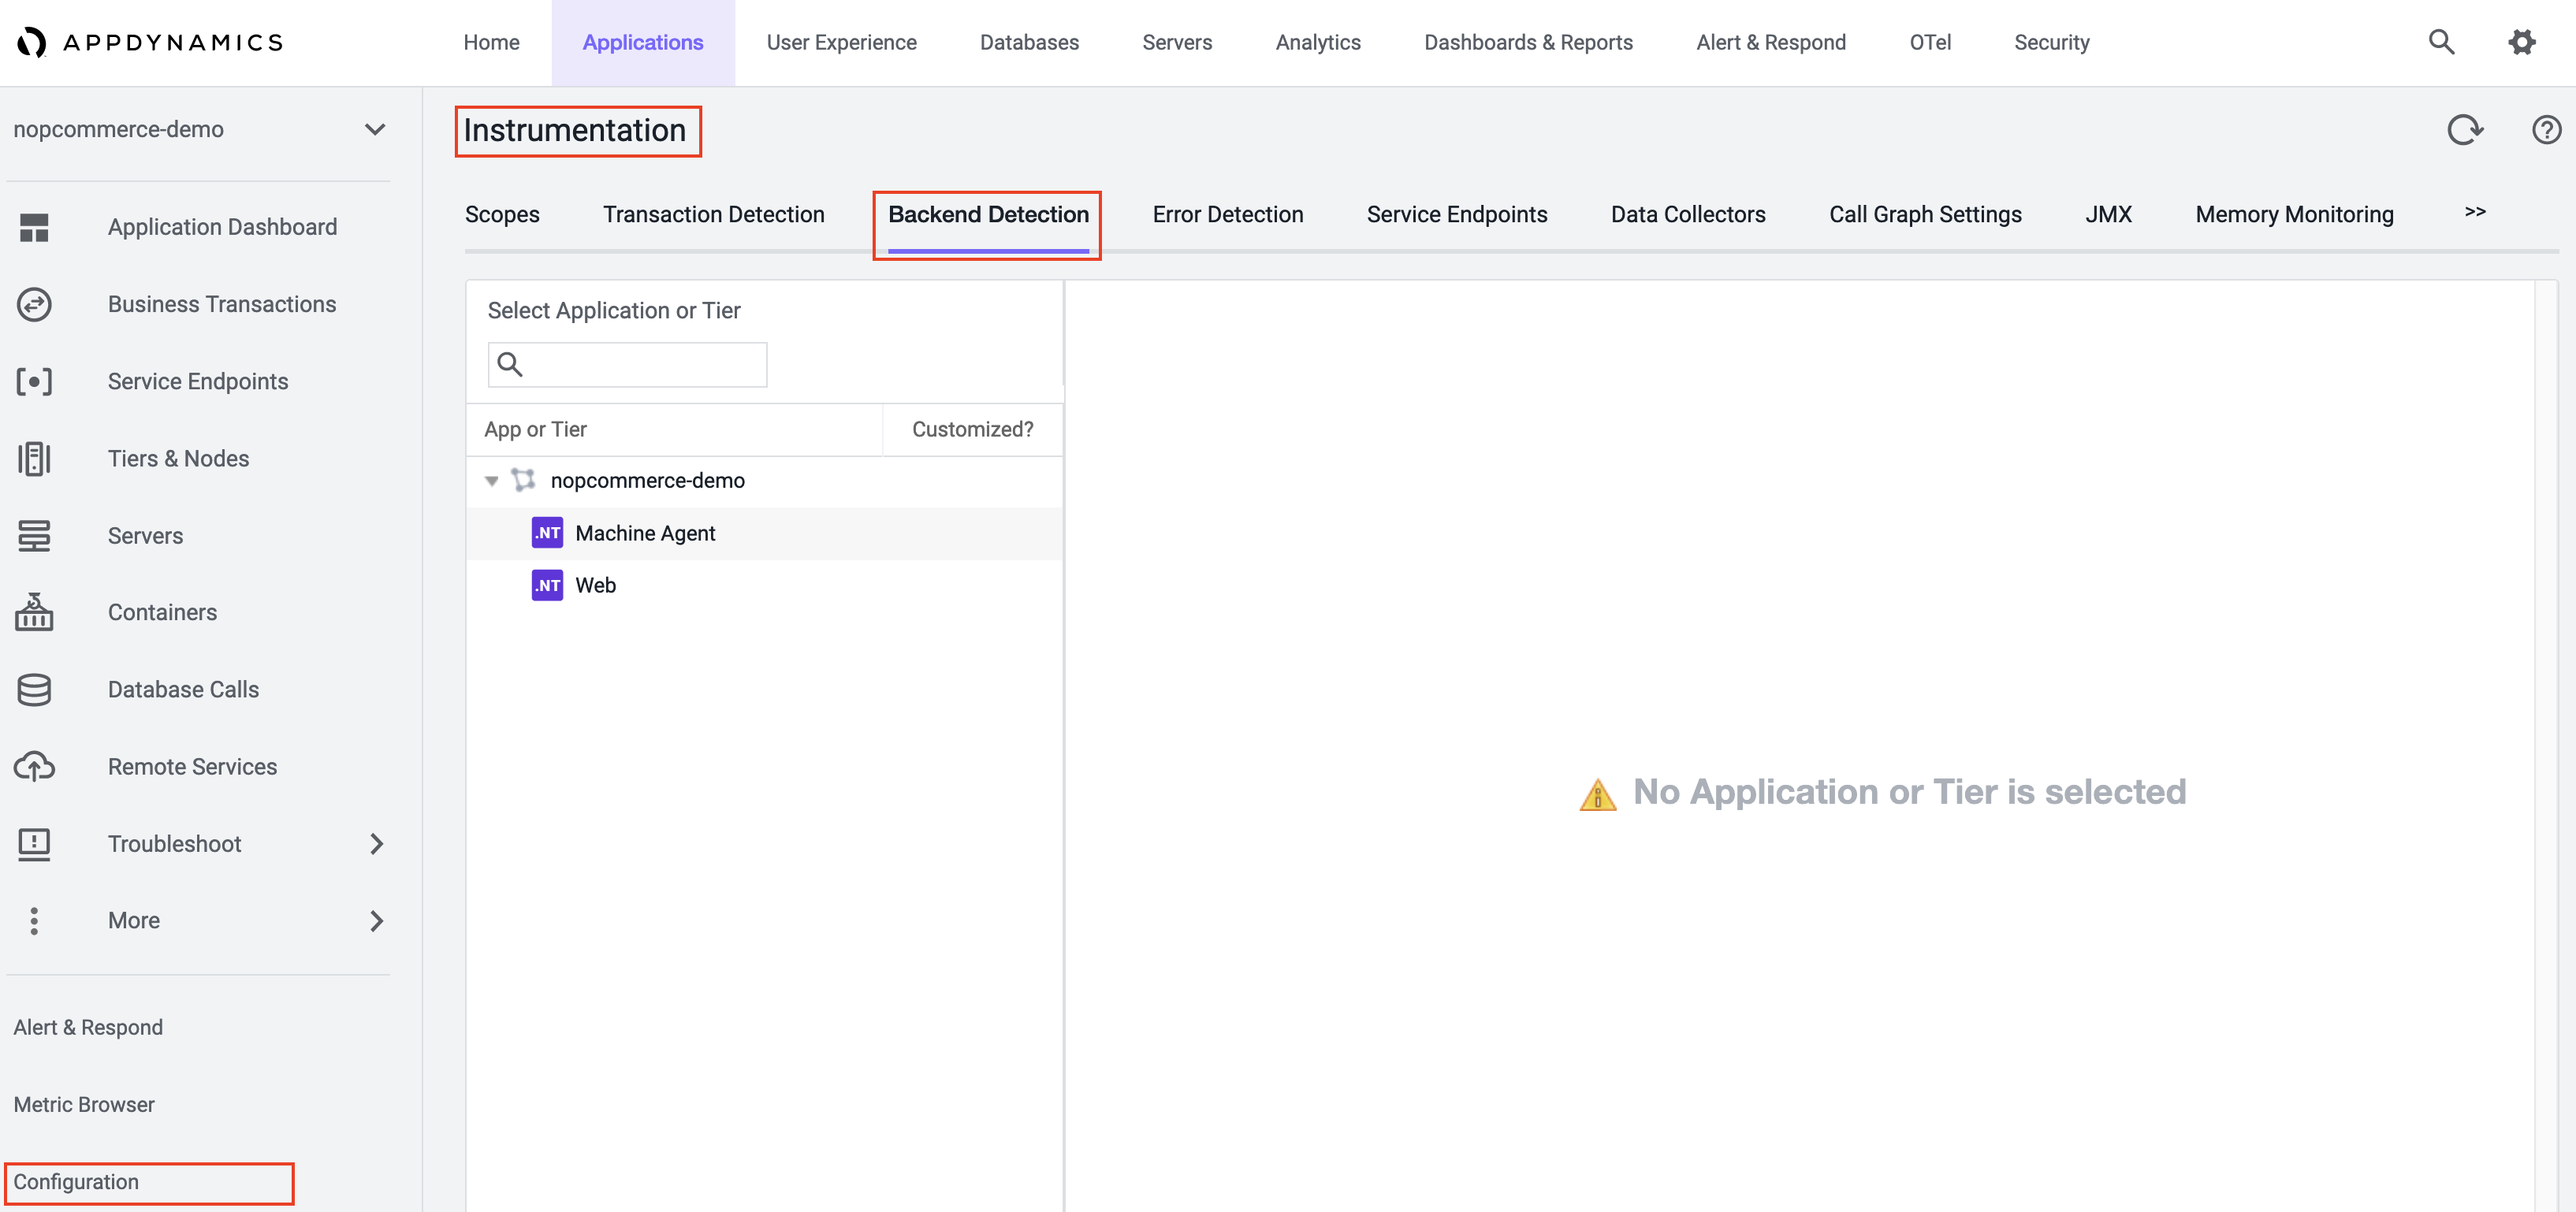 APPDYNAMICS
Home
Applications
User Experience
Databases
Servers
Analytics
Dashboards & Reports
Alert & Respond
OTel
Security
nopcommerce-demo
Application Dashboard
Business Transactions
Service Endpoints
Tiers & Nodes
Servers
Containers
Database Calls
Remote Services
Troubleshoot
More
Alert & Respond
Metric Browser
Configuration
Instrumentation
Scopes
Transaction Detection
Backend Detection
Error Detection
Service Endpoints
Data Collectors
Call Graph Settings
JMX
Memory Monitoring
>>
Select Application or Tier
App or Tier
Customized?
nopcommerce-demo
.NT Machine Agent
.NT Web
No Application or Tier is selected